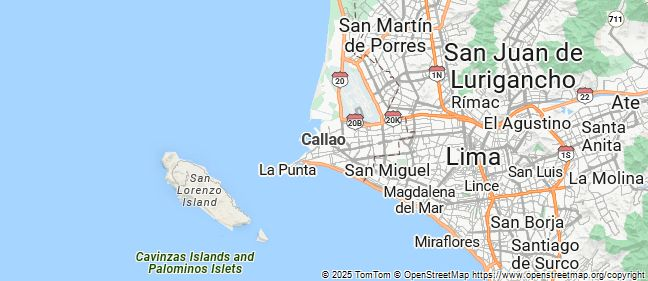 San Martín
de Porres
San Juan de
Lurigancho
711
1N
20
22
Rímac
Ate
20B
20K
El Agustino
Santa
Anita
Callao
Lima
1S
La Punta
San Miguel
San Luis
La Molina
San
Lorenzo
Island
Magdalena
del Mar
Lince
San Borja
Miraflores
Santiago
de Surco
Cavinzas Islands and
Palominos Islets
© 2025 TomTom © OpenStreetMap https://www.openstreetmap.org/copyright